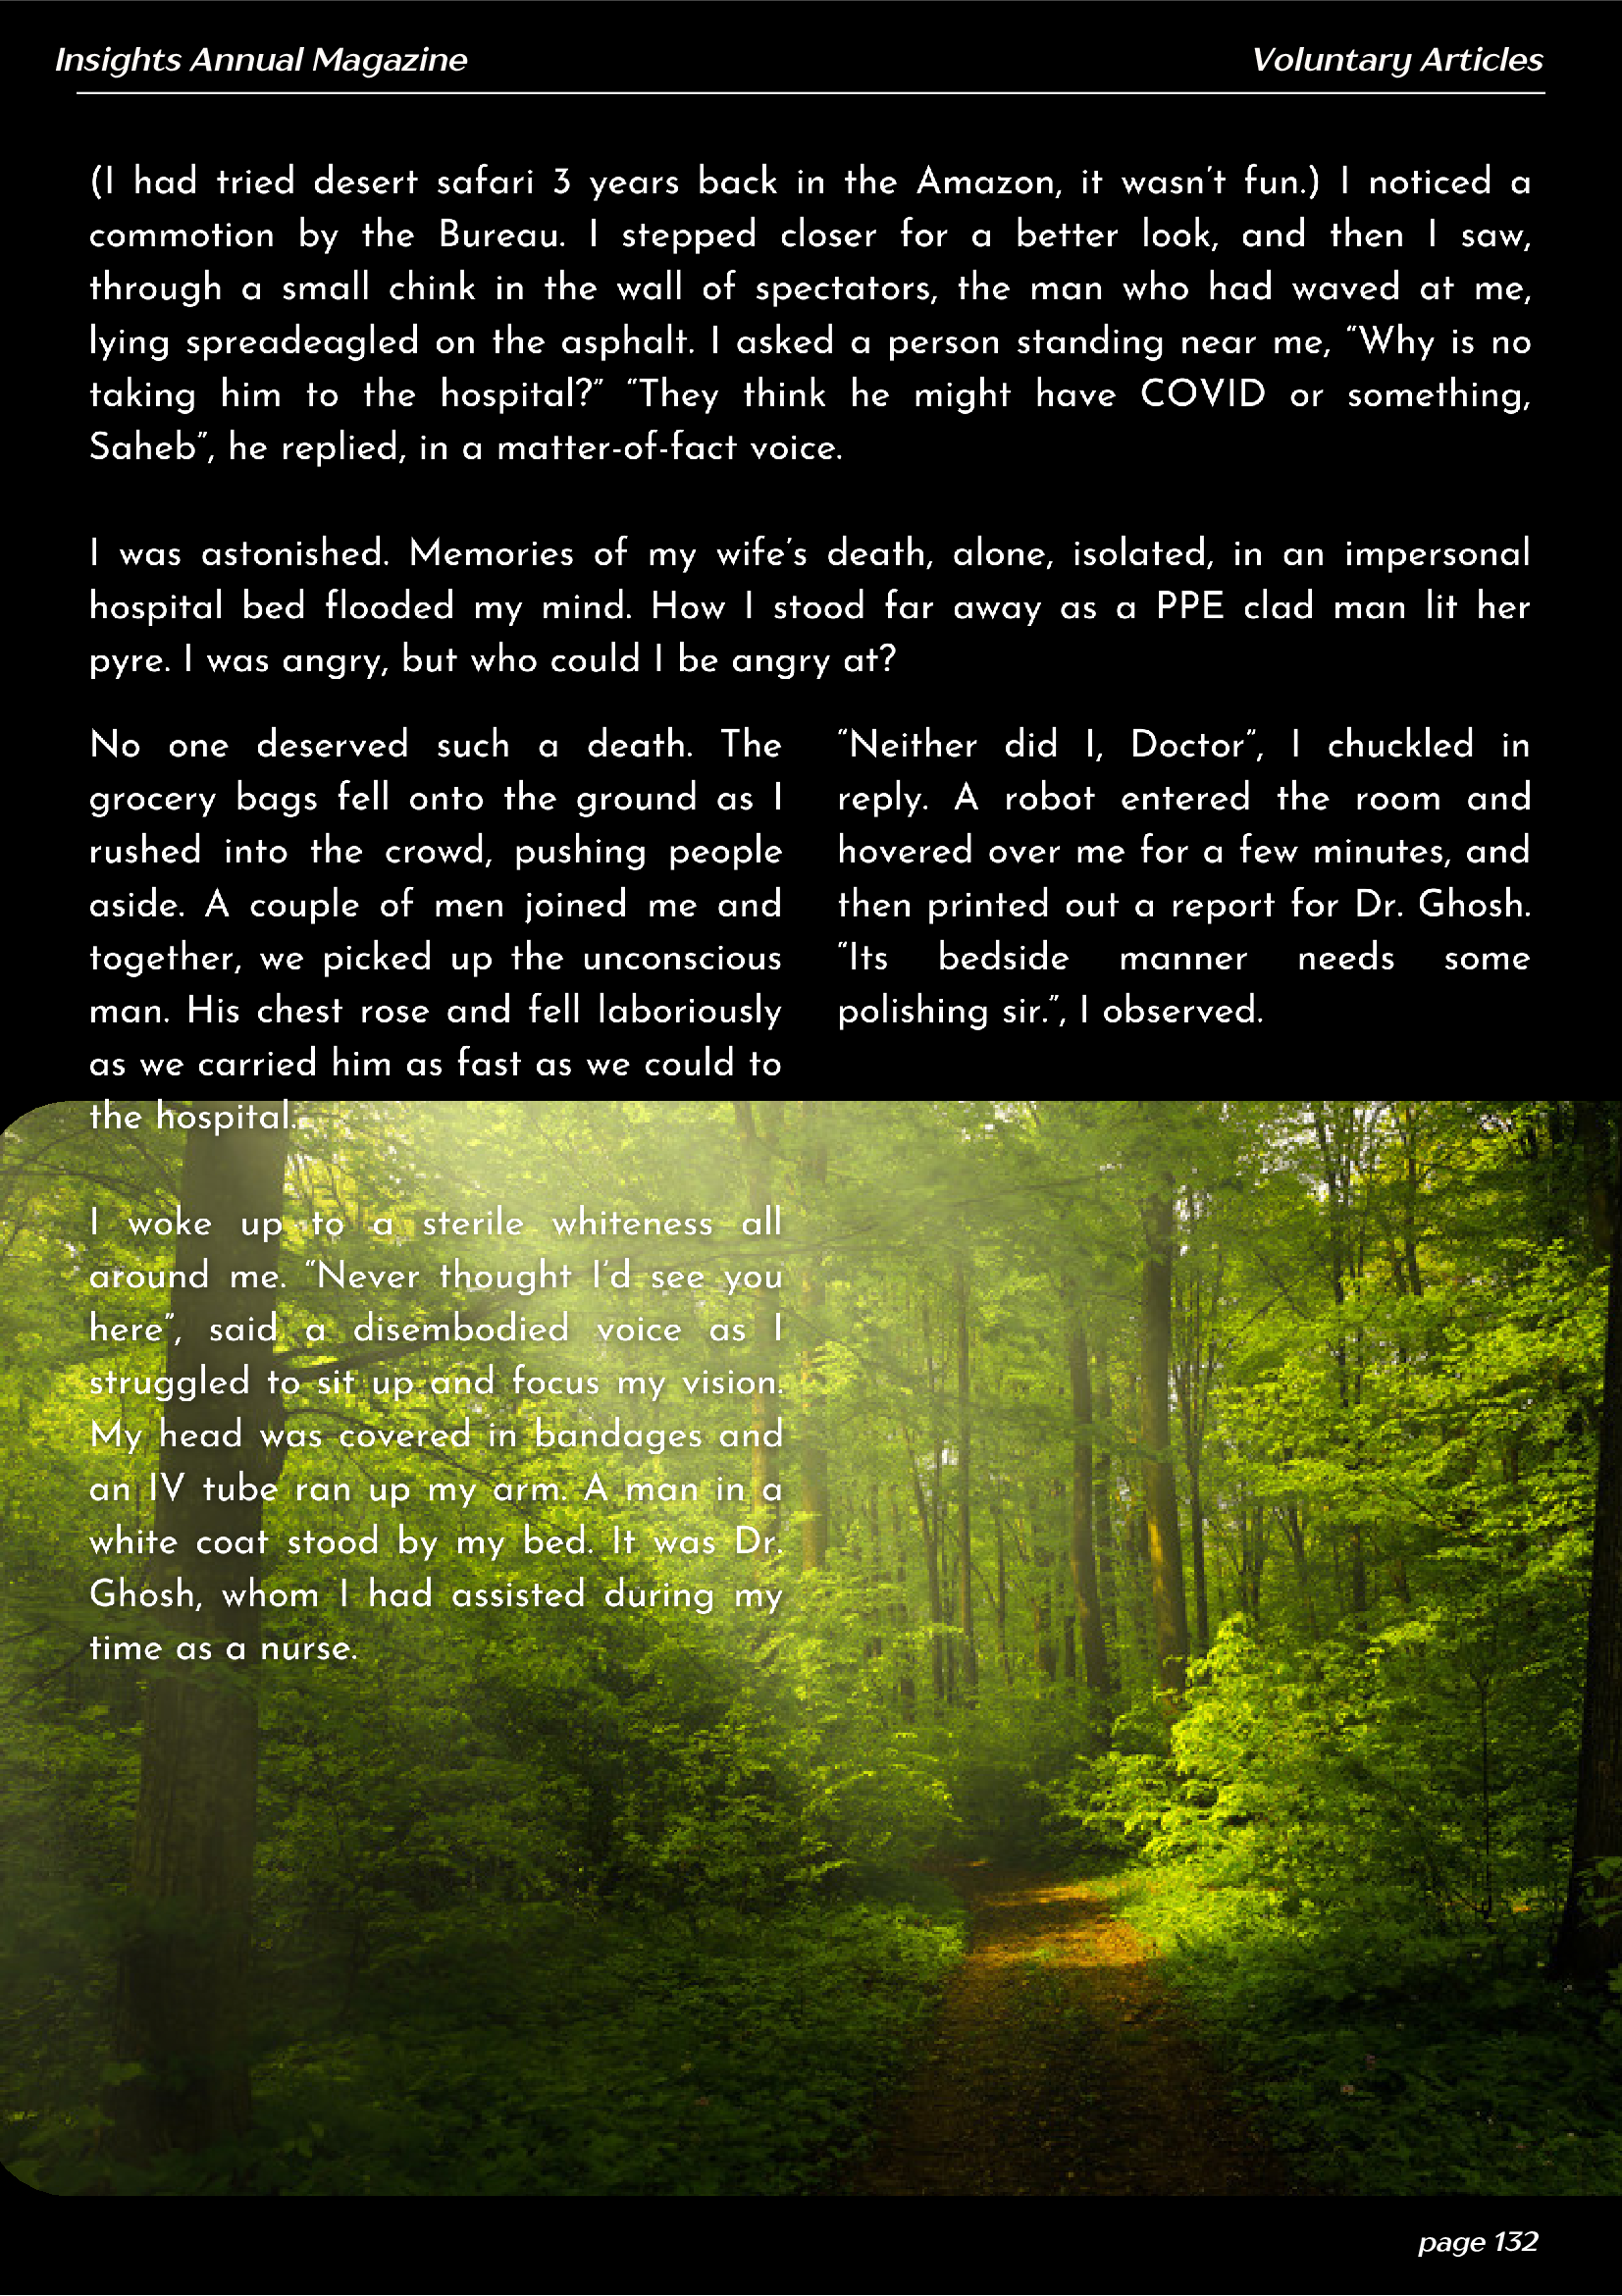 Insights Annual Magazine
Voluntary Articles
(I had tried desert safari 3 years back in the Amazon, it wasn't fun.) I noticed a
commotion by the Bureau. I stepped closer for a better look, and then I saw,
through a small chink in the wall of spectators, the man who had waved at me,
lying spreadeagled on the asphalt. I asked a person standing near me, “Why is no
taking him to the hospital?” “They think he might have COVID or something,
Saheb”, he replied, in a matter-of-fact voice.
I was astonished. Memories of my wife's death, alone, isolated, in an impersonal
hospital bed flooded my mind. How I stood far away as a PPE clad man lit her
pyre. I was angry, but who could I be angry at?
No one deserved such a death. The
grocery bags fell onto the ground as I
rushed into the crowd, pushing people
aside. A couple of men joined me and
together, we picked up the unconscious
man. His chest rose and fell laboriously
as we carried him as fast as we could to
the hospital.
I woke up to a sterile whiteness all
around me. “Never thought I'd see you
here”, said a disembodied voice as I
struggled to sit up and focus my vision.
My head was covered in bandages and
an IV tube ran up my arm. A man in a
white coat stood by my bed. It was Dr.
Ghosh, whom I had assisted during my
time as a nurse.
“Neither did I, Doctor”, I chuckled in
reply. A robot entered the room and
hovered over me for a few minutes, and
then printed out a report for Dr. Ghosh.
“Its bedside manner needs some
polishing sir.”, I observed.
page 132